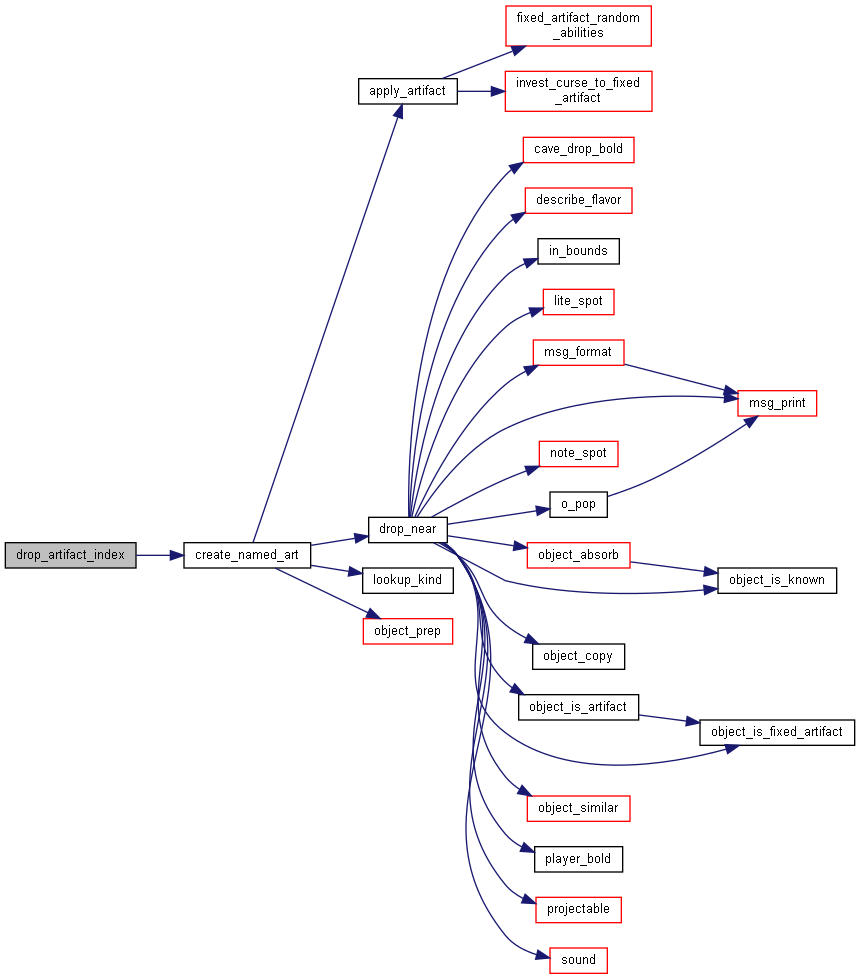 fixed_artifact_random
_abilities
apply_artifact
invest_curse_to_fixed
_artifact
cave_drop_bold
describe_flavor
in_bounds
lite_spot
msg_format
msg_print
note_spot
o_pop
drop_near
drop_artifact_index
create_named_art
object_absorb
lookup_kind
object_is_known
object_prep
object_copy
object_is_artifact
object_is_fixed_artifact
object_similar
player_bold
projectable
sound